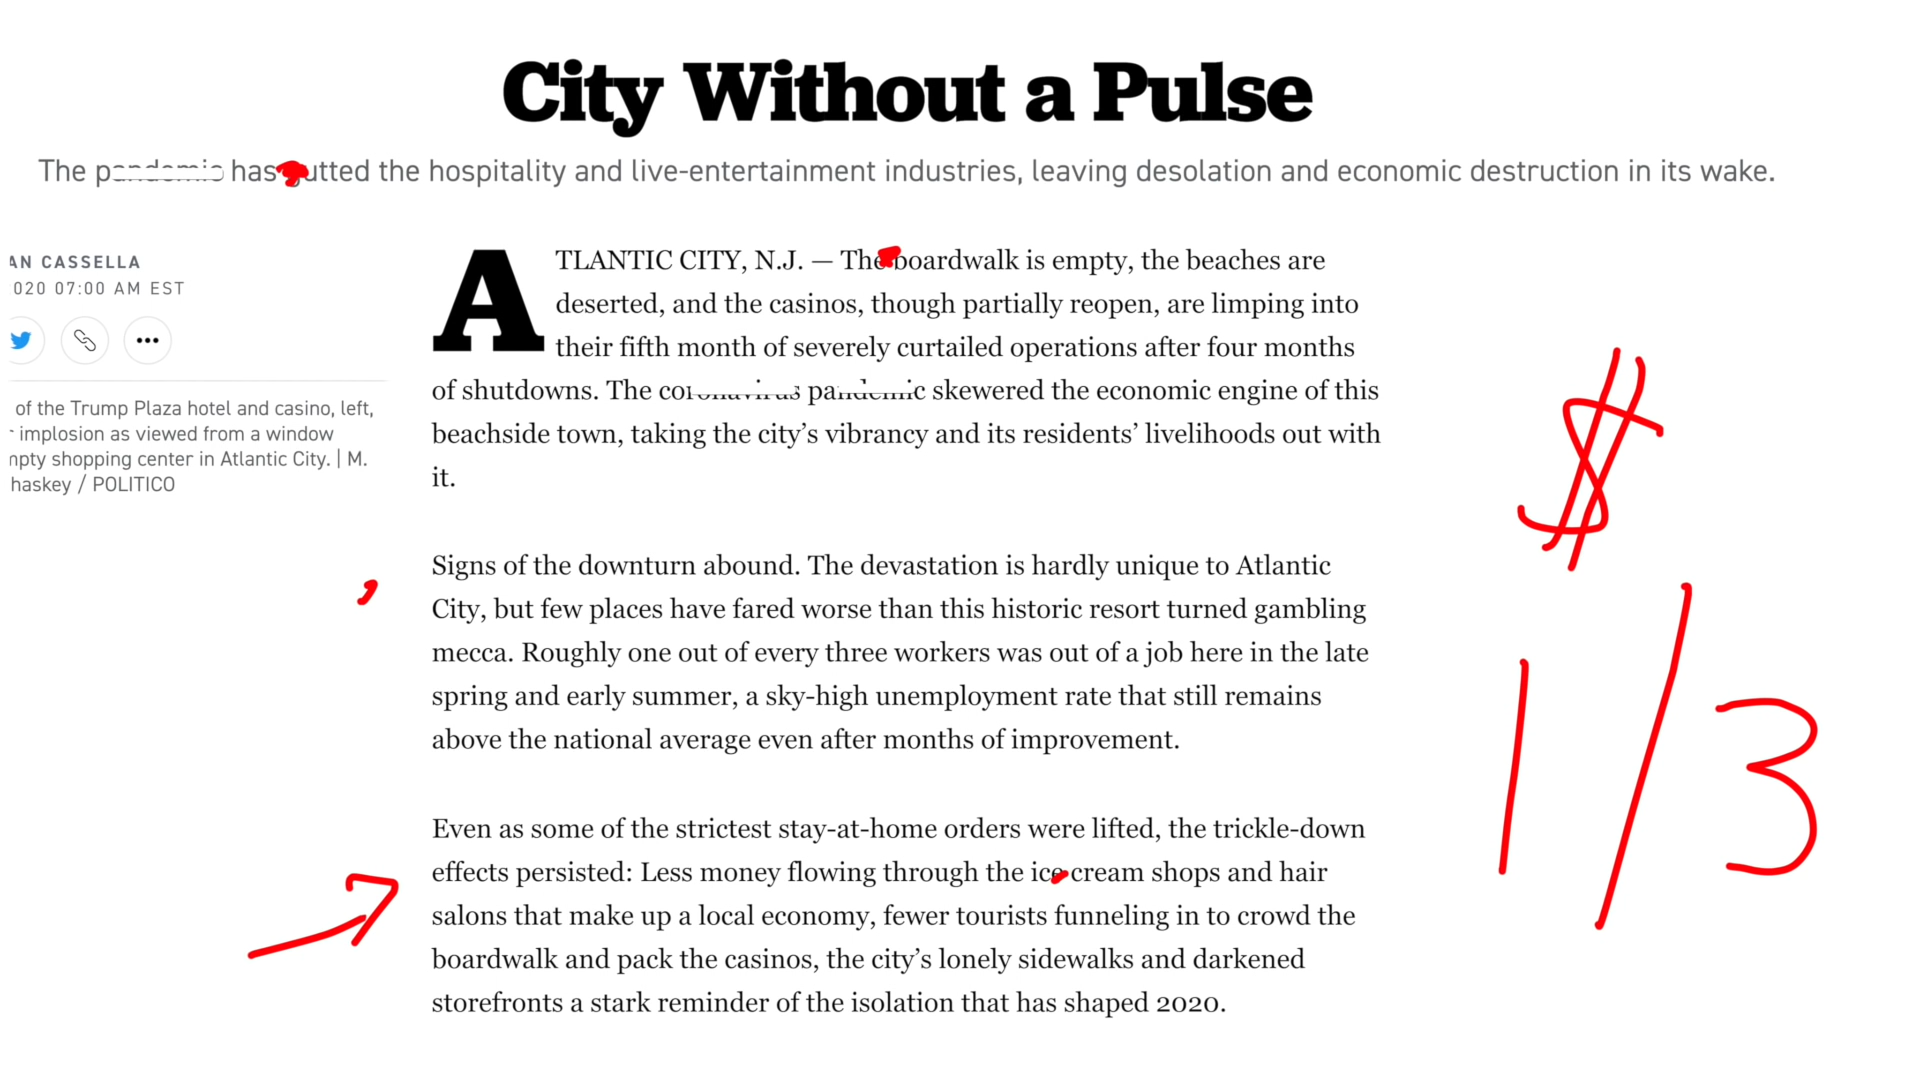 City Without a Pulse
The pandemic has gutted the hospitality and live-entertainment industries, leaving desolation and economic destruction in its wake.
AN CASSELLA
020 07:00 AM EST
of the Trump Plaza hotel and casino, left,
implosion as viewed from a window
mpty shopping center in Atlantic City. | M.
haskey / POLITICO
ATLANTIC CITY, N.J. — The boardwalk is empty, the beaches are
deserted, and the casinos, though partially reopen, are limping into
their fifth month of severely curtailed operations after four months
of shutdowns. The coronavirus pandemic skewered the economic engine of this
beachside town, taking the city’s vibrancy and its residents’ livelihoods out with
it.
Signs of the downturn abound. The devastation is hardly unique to Atlantic
City, but few places have fared worse than this historic resort turned gambling
mecca. Roughly one out of every three workers was out of a job here in the late
spring and early summer, a sky-high unemployment rate that still remains
above the national average even after months of improvement.
Even as some of the strictest stay-at-home orders were lifted, the trickle-down
effects persisted: Less money flowing through the ice cream shops and hair
salons that make up a local economy, fewer tourists funneling in to crowd the
boardwalk and pack the casinos, the city’s lonely sidewalks and darkened
storefronts a stark reminder of the isolation that has shaped 2020.
$
1/3